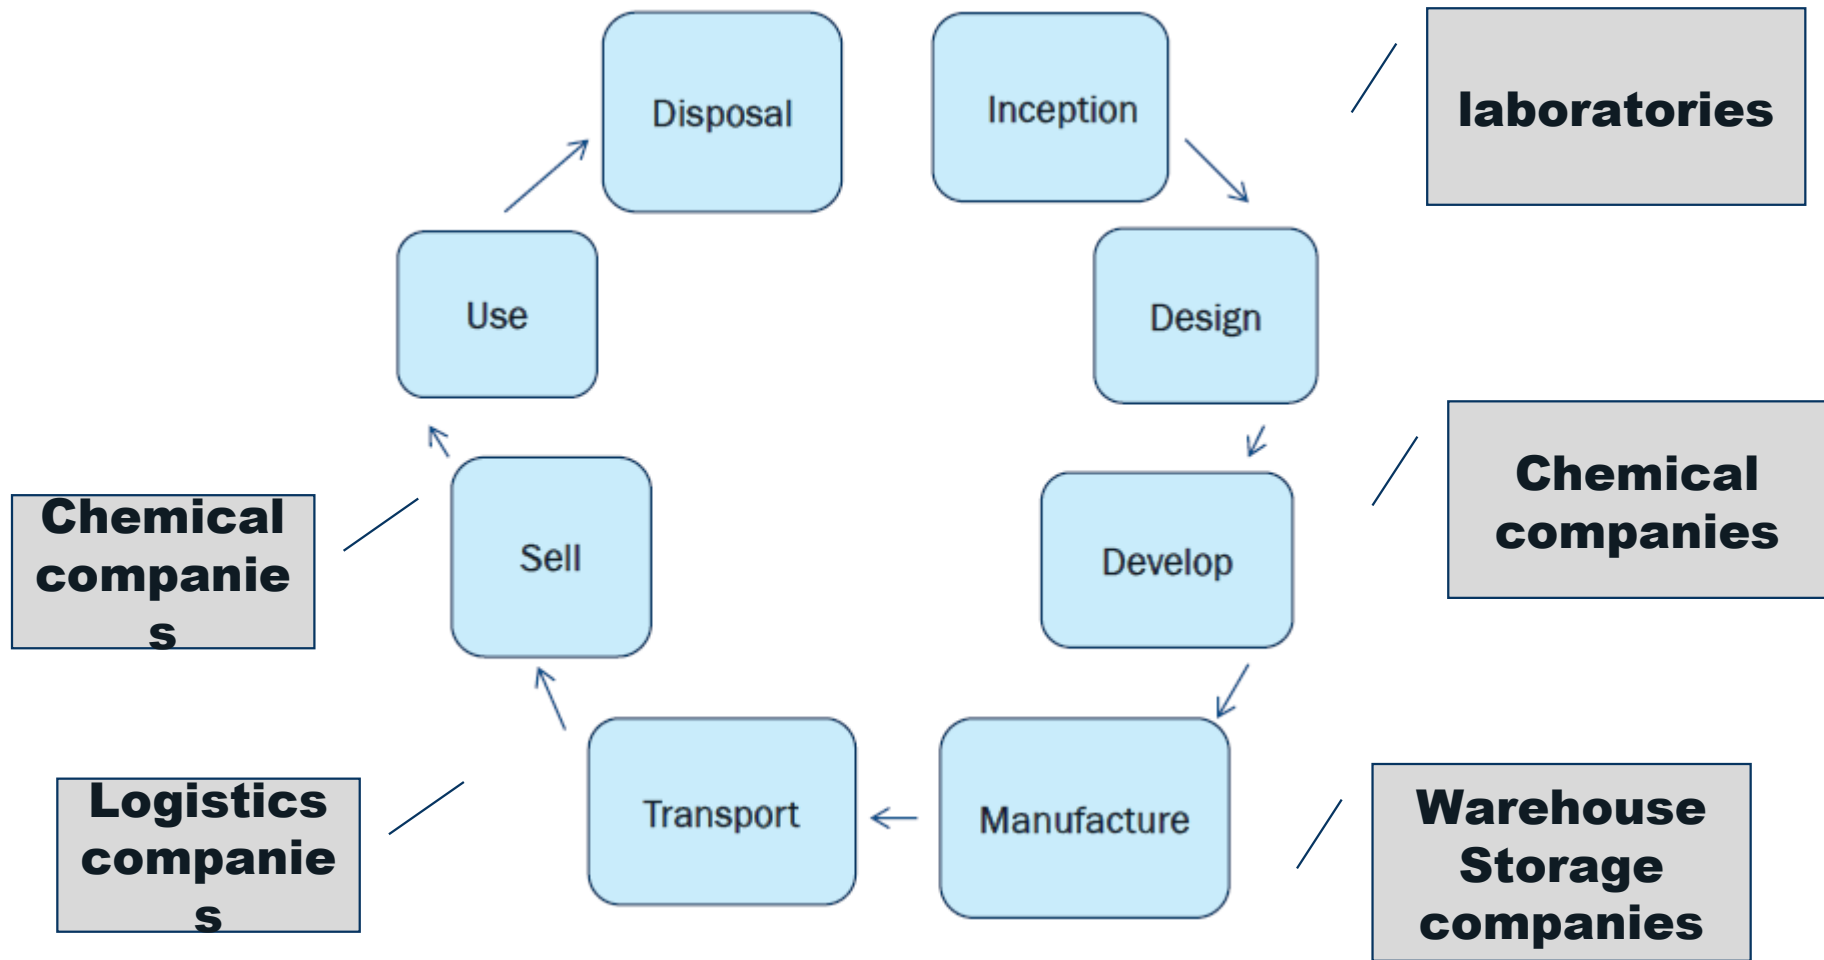 Disposal
Inception
laboratories
Use
Design
Chemical
companies
Chemical
companie
s
Sell
Develop
Logistics
companie
s
Transport
Manufacture
Warehouse
Storage
companies